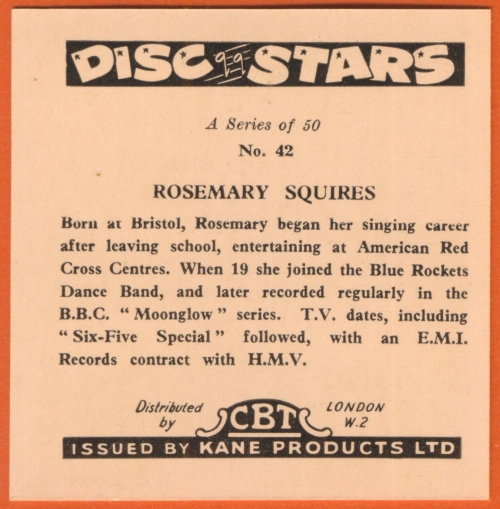 DISC STARS
A Series of 50
No. 42
ROSEMARY SQUIRES
Born at Bristol, Rosemary began her singing career
after leaving school, entertaining at American Red
Cross Centres. When 19 she joined the Blue Rockets
Dance Band, and later recorded regularly in the
B.B.C. “Moonglow” series. T.V. dates, including
“Six-Five Special” followed, with an E.M.I.
Records contract with H.M.V.
Distributed by CBT LONDON W.2
ISSUED BY KANE PRODUCTS LTD